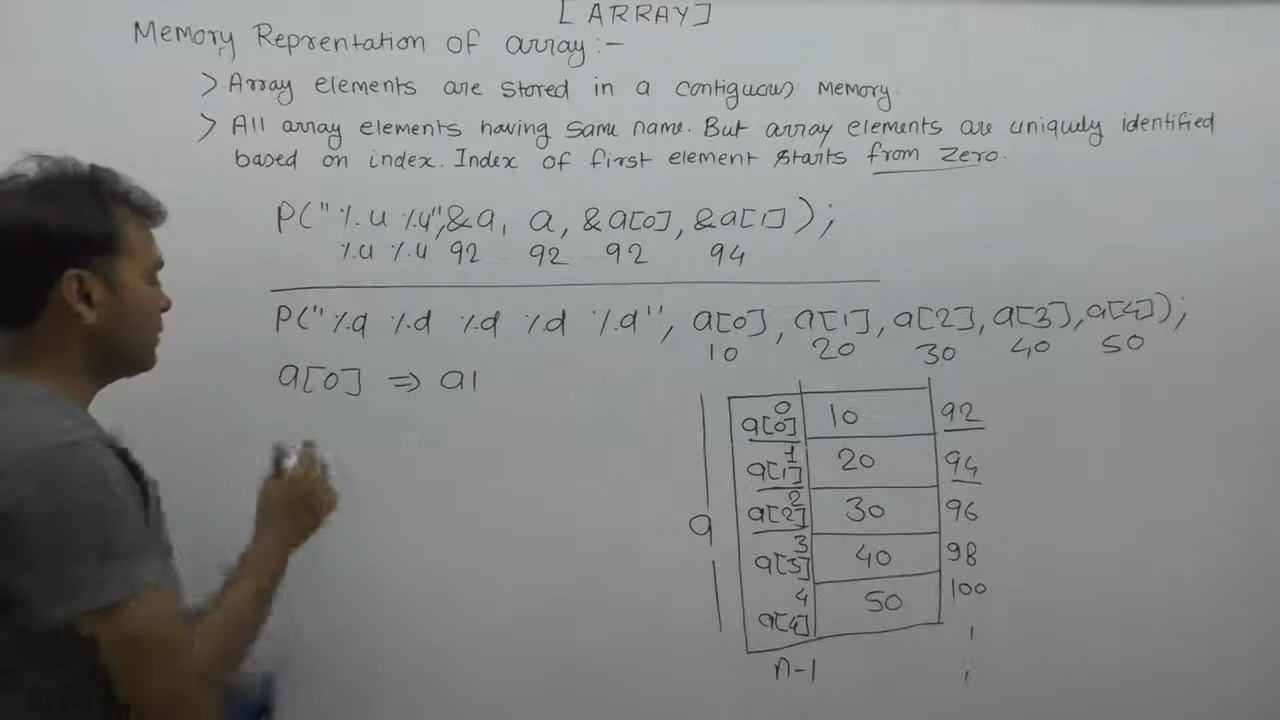 [ARRAY]
Memory Reprentation of array:-
> Array elements are stored in a contiguous Memory.
> All array elements having same name. But array elements are uniquely identified
based on index. Index of first element starts from Zero.
P("%u %u",&a, a, &a[0], &a[1]);
%u %u 92 92 92 94
P("%d %d %d %d %d", a[0], a[1], a[2], a[3], a[4]);
10 20 30 40 50
a[0] ⇒ a1
0
a[0] 10 92
1
a[1] 20 94
2
a[2] 30 96
a
3
a[3] 40 98
4 100
a[4] 50
n-1